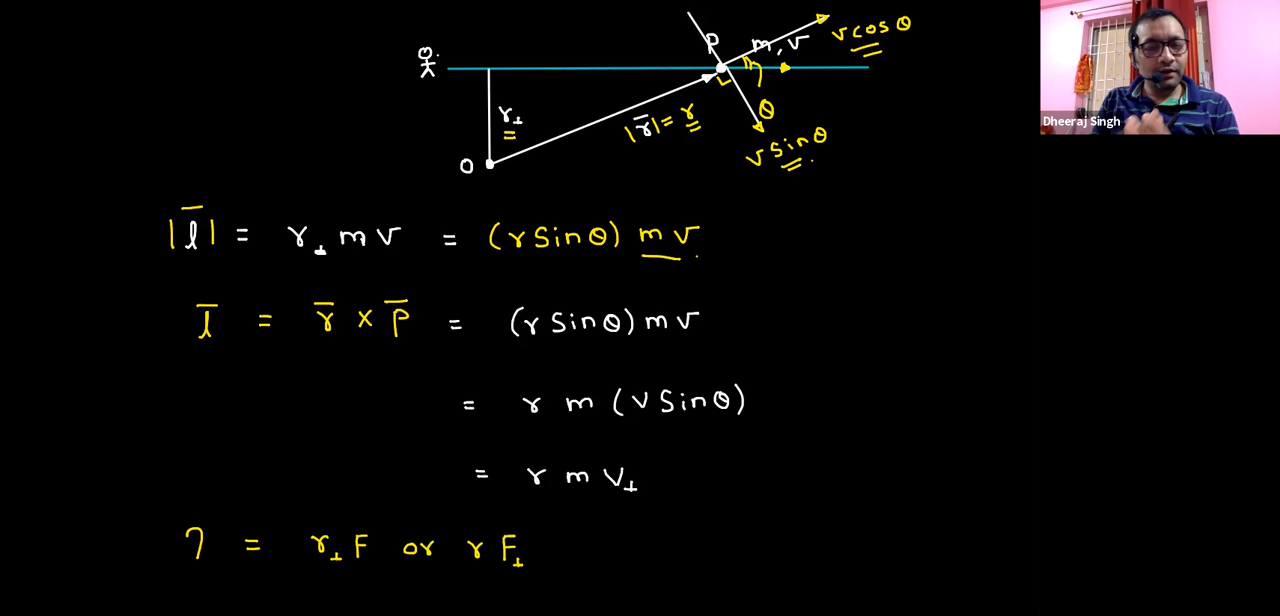 P
m, v
v cos θ
r⊥
|r̄| = r
θ
v sin θ
O
Dheeraj Singh
|l̄| = r⊥ m v = (r sin θ) m v
l̄ = r̄ × p̄ = (r sin θ) m v
= r m (v sin θ)
= r m v⊥
τ = r⊥ F or r F⊥